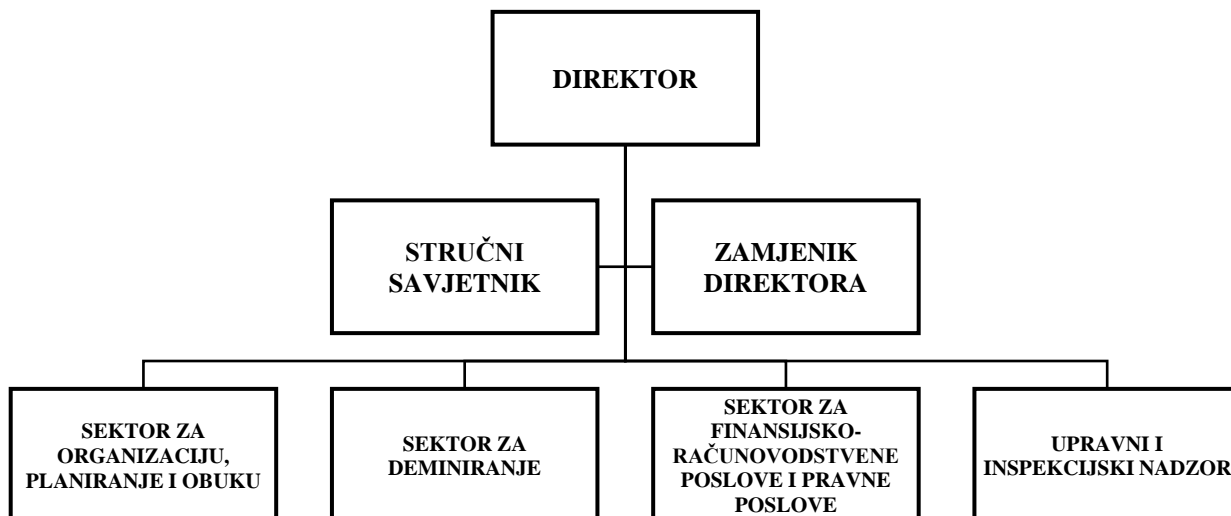 DIREKTOR
STRUČNI
SAVJETNIK
ZAMJENIK
DIREKTORA
SEKTOR ZA
ORGANIZACIJU,
PLANIRANJE I OBUKU
SEKTOR ZA
DEMINIRANJE
SEKTOR ZA
FINANSIJSKO-
RAČUNOVODSTVENE
POSLOVE I PRAVNE
POSLOVE
UPRAVNI I
INSPEKCIJSKI NADZOR